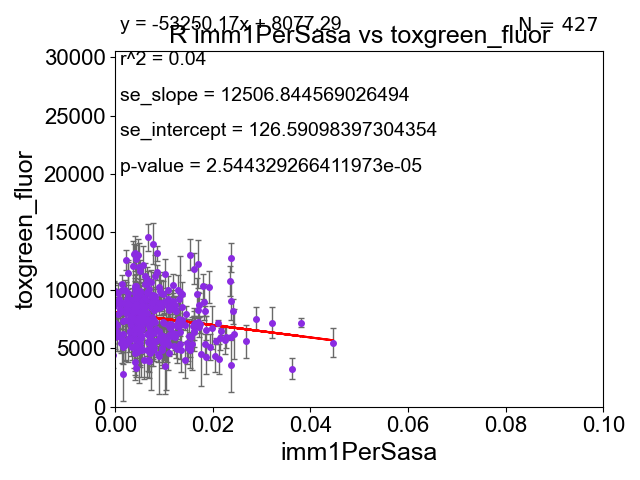 y = -53250.17x + 8077.29
N = 427
R imm1PerSasa vs toxgreen_fluor
r^2 = 0.04
se_slope = 12506.844569026494
se_intercept = 126.59098397304354
p-value = 2.544329266411973e-05
toxgreen_fluor
30000
25000
20000
15000
10000
5000
0
0.00 0.02 0.04 0.06 0.08 0.10
imm1PerSasa